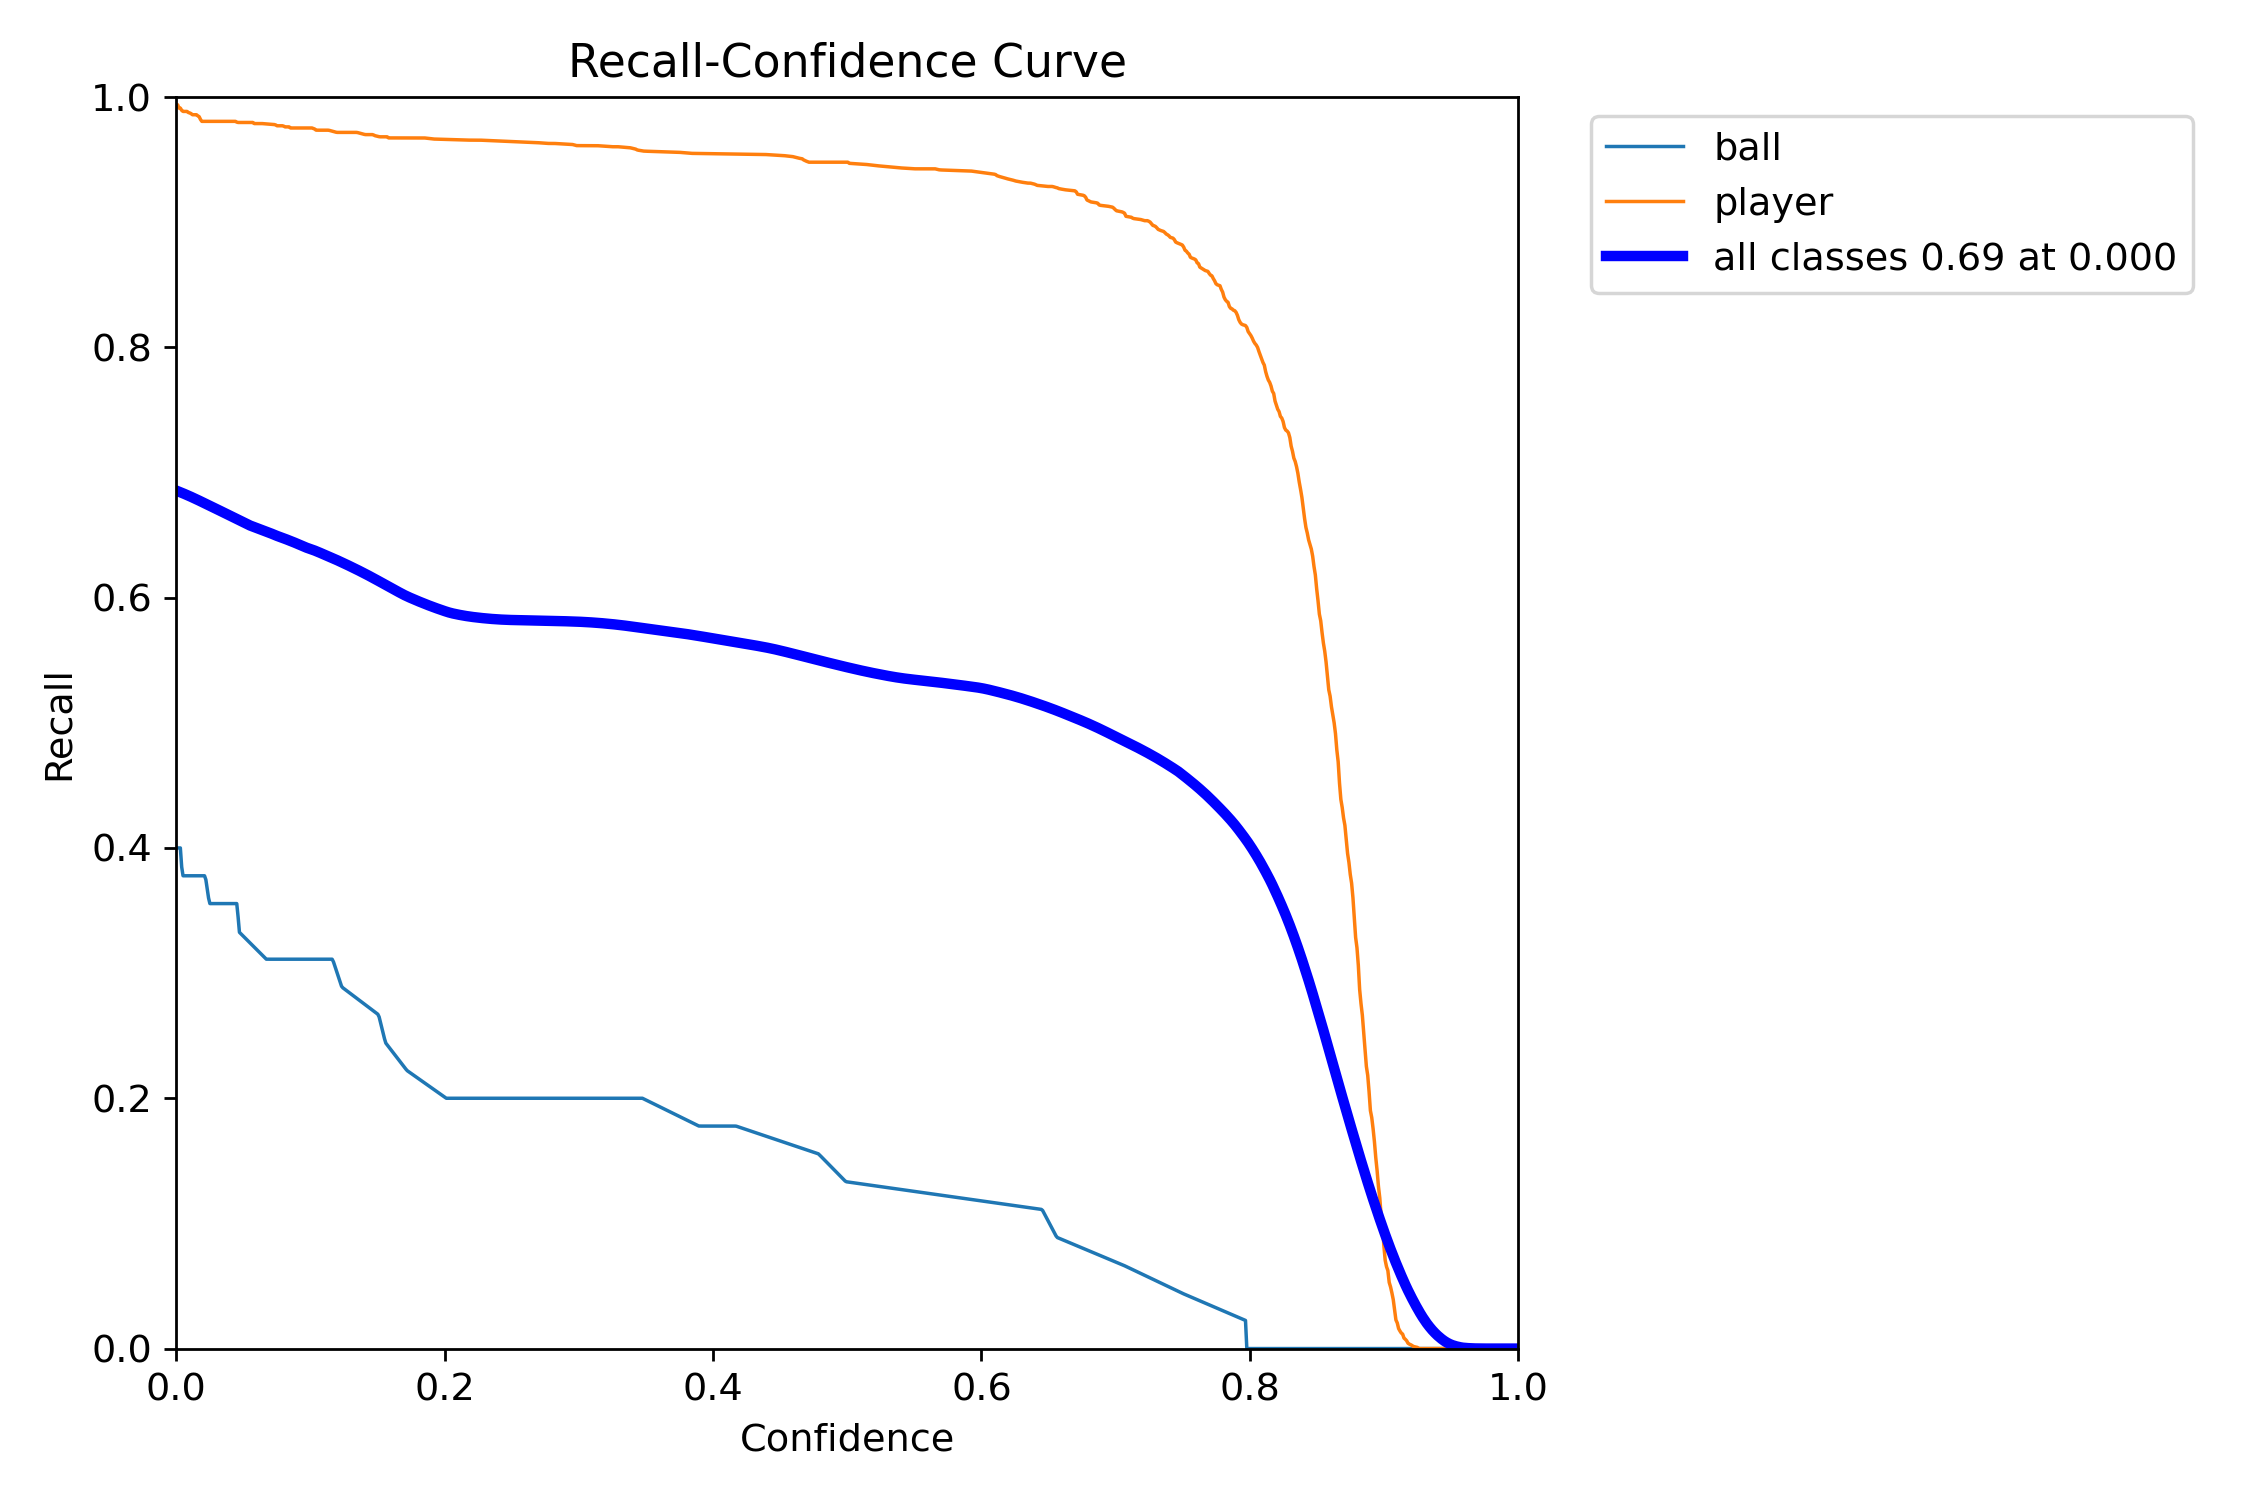 Recall-Confidence Curve
1.0
0.8
0.6
0.4
0.2
0.0
Recall
0.0 0.2 0.4 0.6 0.8 1.0
Confidence
ball
player
all classes 0.69 at 0.000